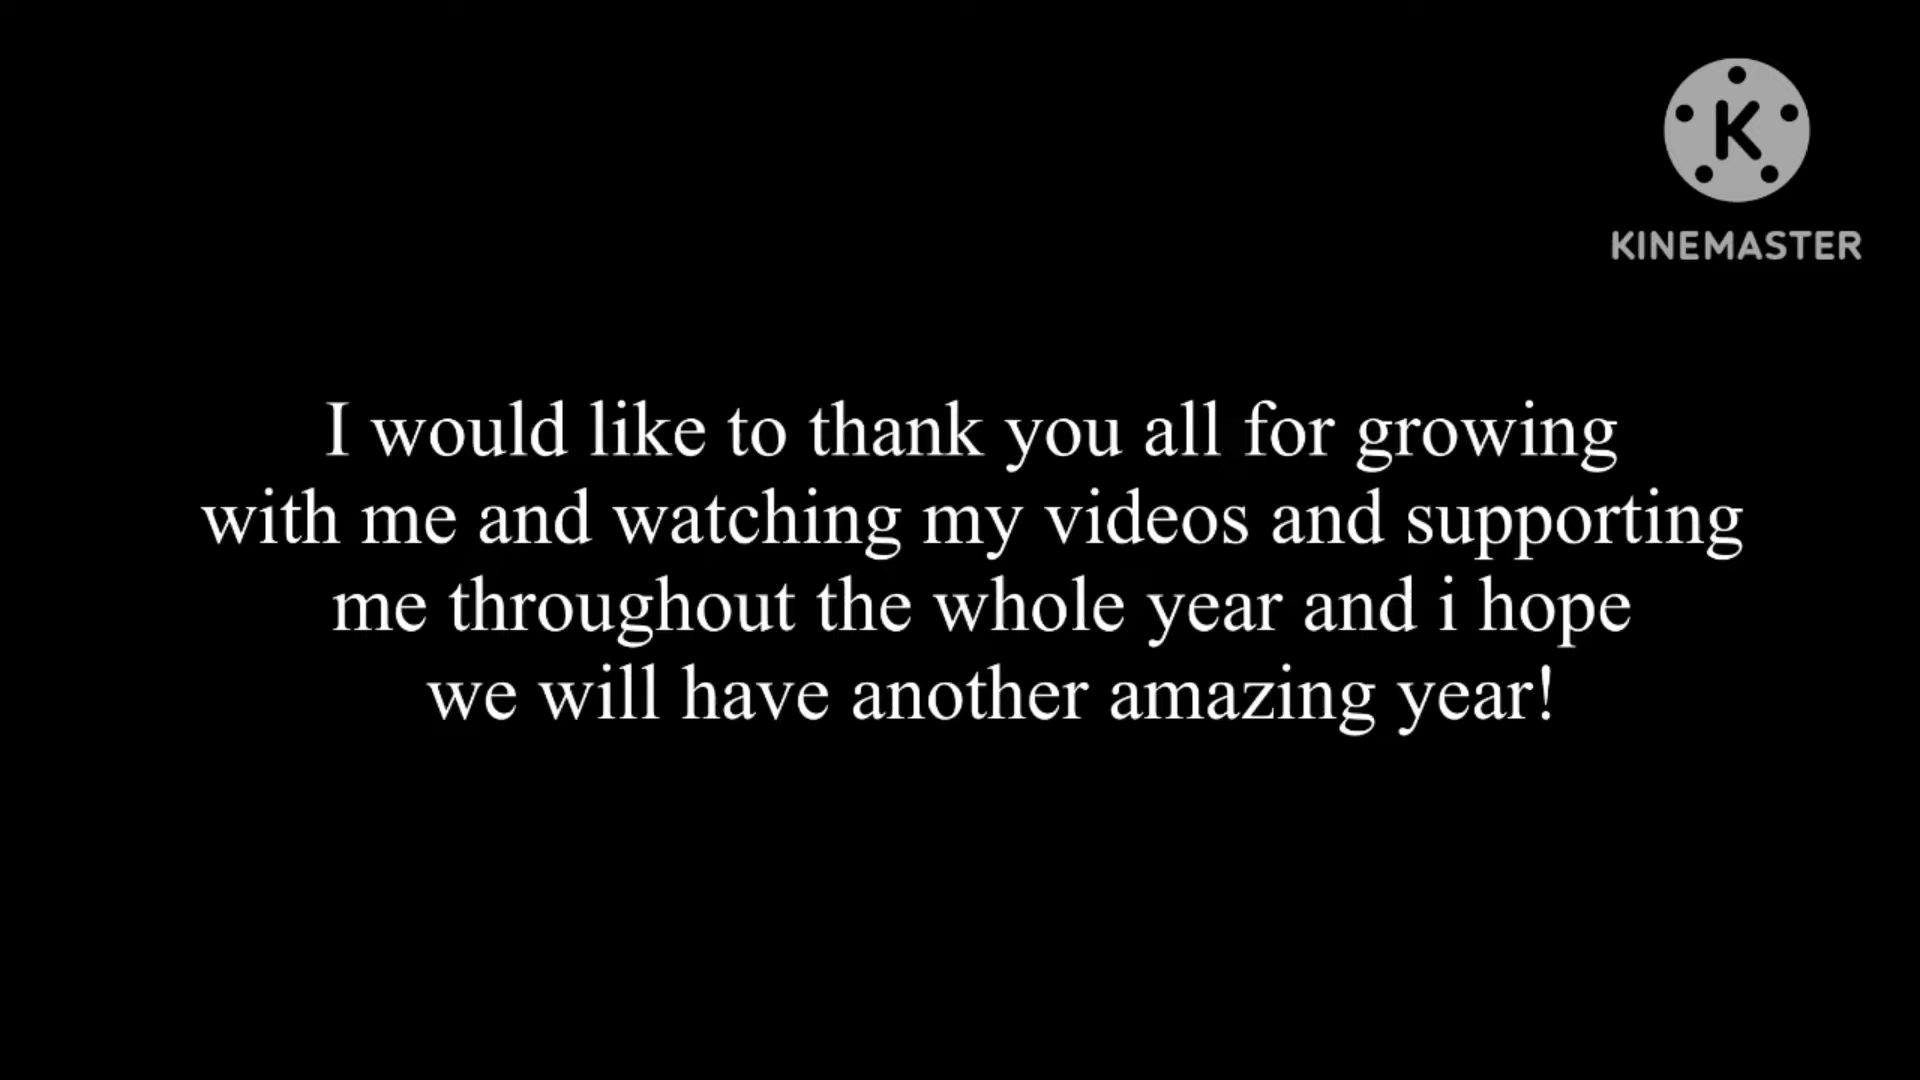 K
KINEMASTER
I would like to thank you all for growing
with me and watching my videos and supporting
me throughout the whole year and i hope
we will have another amazing year!